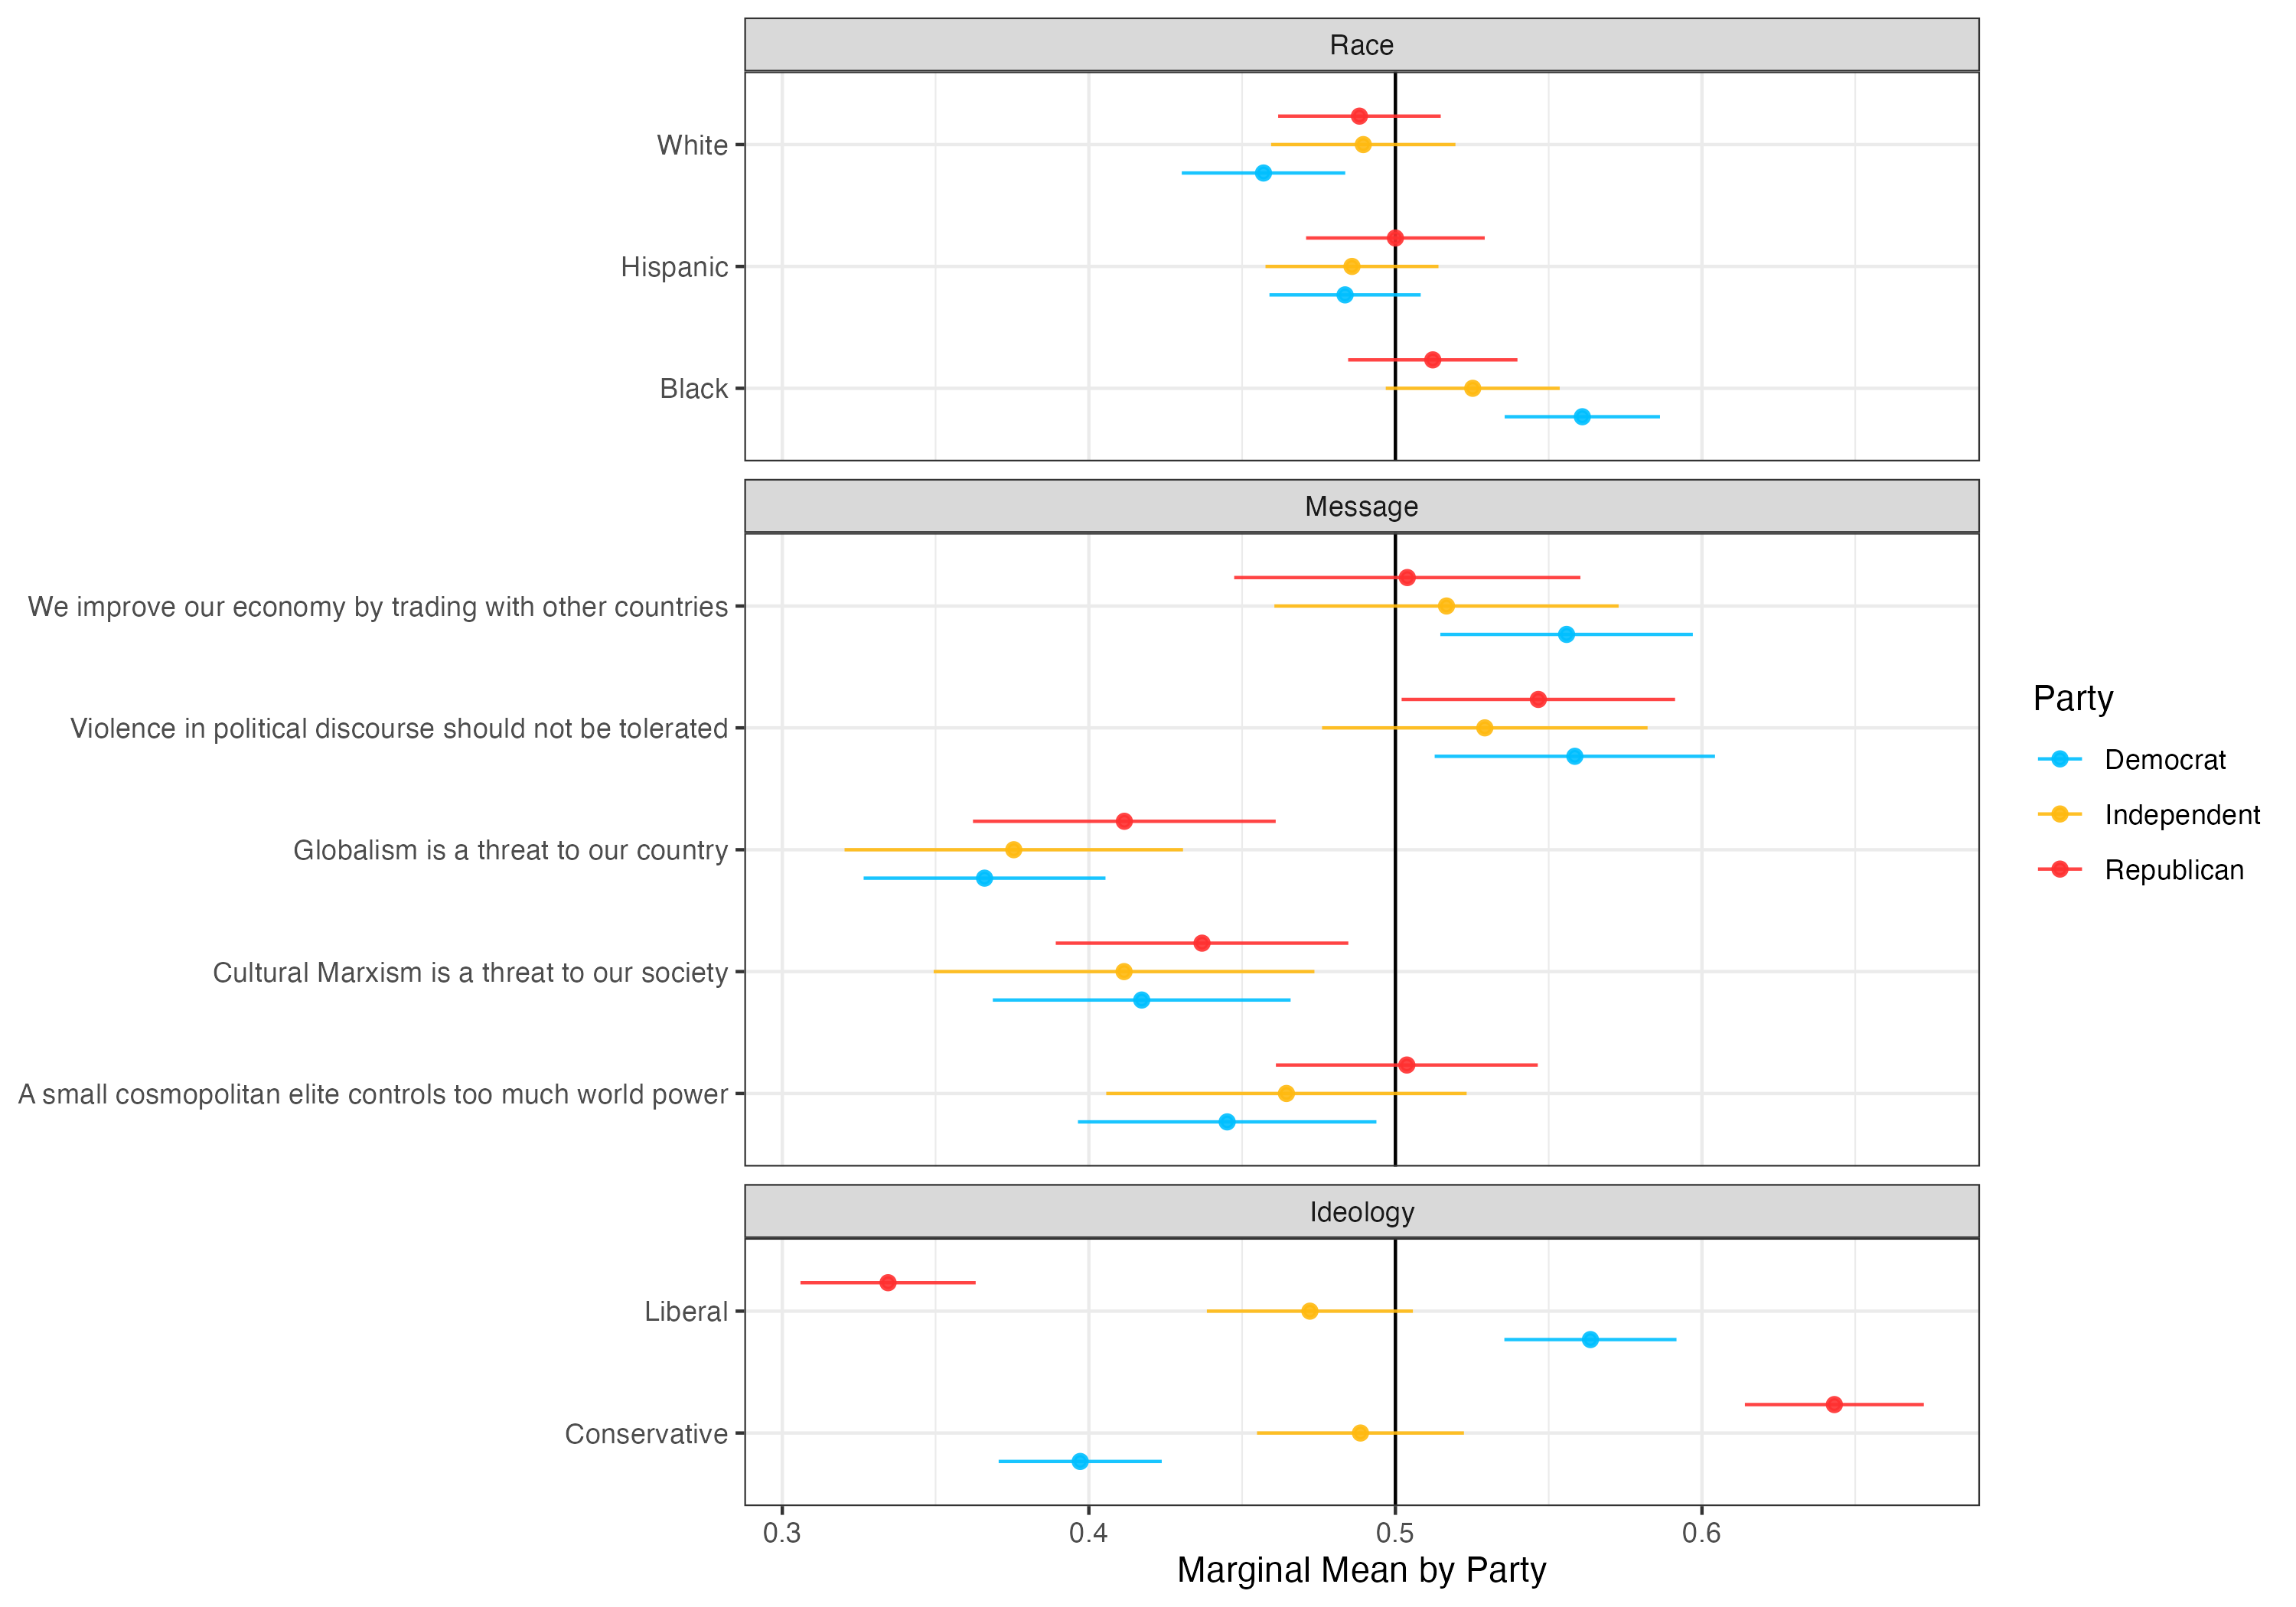 Race
White
Hispanic
Black
Message
We improve our economy by trading with other countries
Violence in political discourse should not be tolerated
Globalism is a threat to our country
Cultural Marxism is a threat to our society
A small cosmopolitan elite controls too much world power
Ideology
Liberal
Conservative
0.3
0.4
0.5
0.6
Marginal Mean by Party
Party
Democrat
Independent
Republican